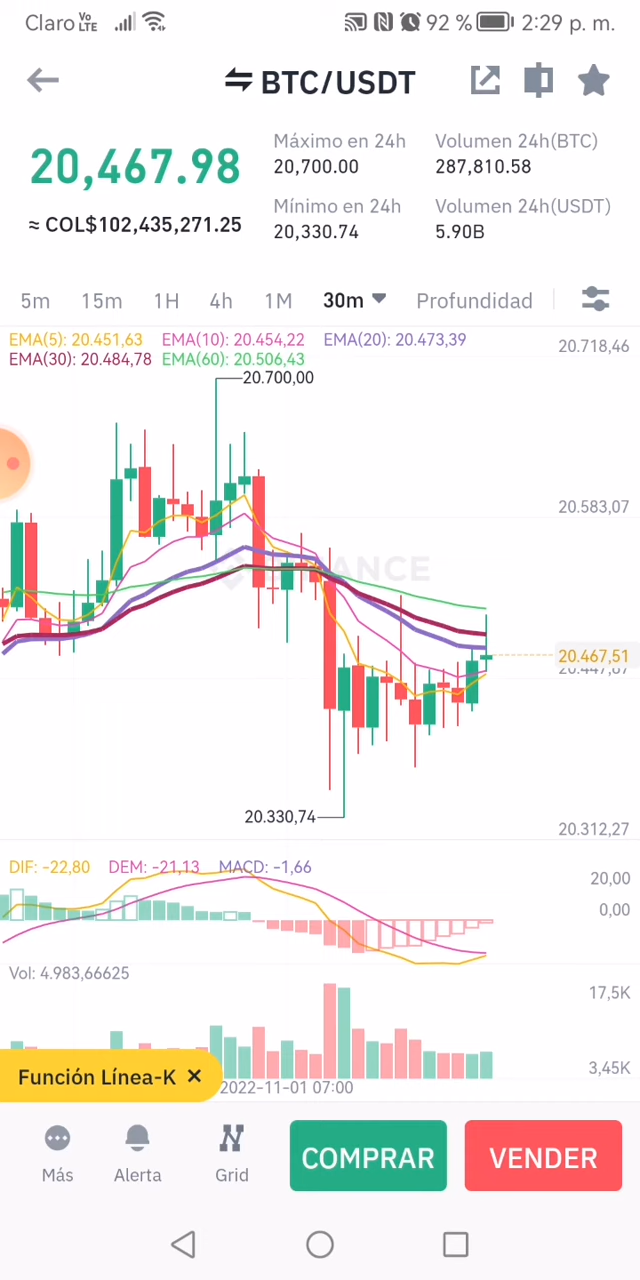 Claro Vo LTE 92 % 2:29 p. m.
BTC/USDT
20,467.98
≈ COL$102,435,271.25
Máximo en 24h
20,700.00
Volumen 24h(BTC)
287,810.58
Mínimo en 24h
20,330.74
Volumen 24h(USDT)
5.90B
5m 15m 1H 4h 1M 30m Profundidad
EMA(5): 20.451,63 EMA(10): 20.454,22 EMA(20): 20.473,39
EMA(30): 20.484,78 EMA(60): 20.506,43
20.718,46
20.700,00
20.583,07
20.467,51
20.447,67
20.330,74
20.312,27
DIF: -22,80 DEM: -21,13 MACD: -1,66
20,00
0,00
Vol: 4.983,66625
17,5K
3,45K
Función Línea-K ×
2022-11-01 07:00
Más Alerta Grid COMPRAR VENDER